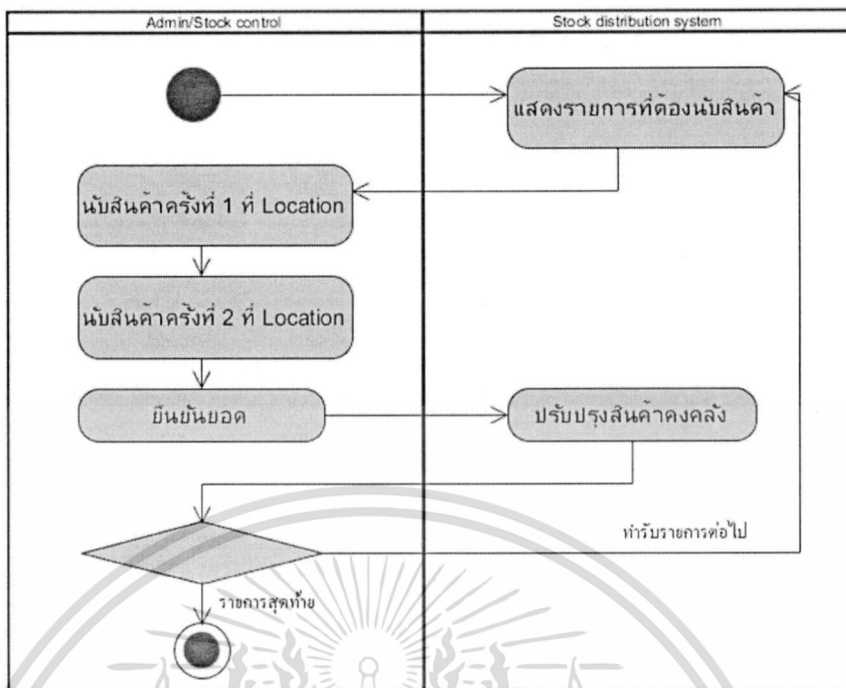 Admin/Stock control
Stock distribution system
แสดงรายการที่ต้องนับสินค้า
นับสินค้าครั้งที่ 1 ที่ Location
นับสินค้าครั้งที่ 2 ที่ Location
ยืนยันยอด
ปรับปรุงสินค้าคงคลัง
ทำรับรายการต่อไป
รายการสุดท้าย